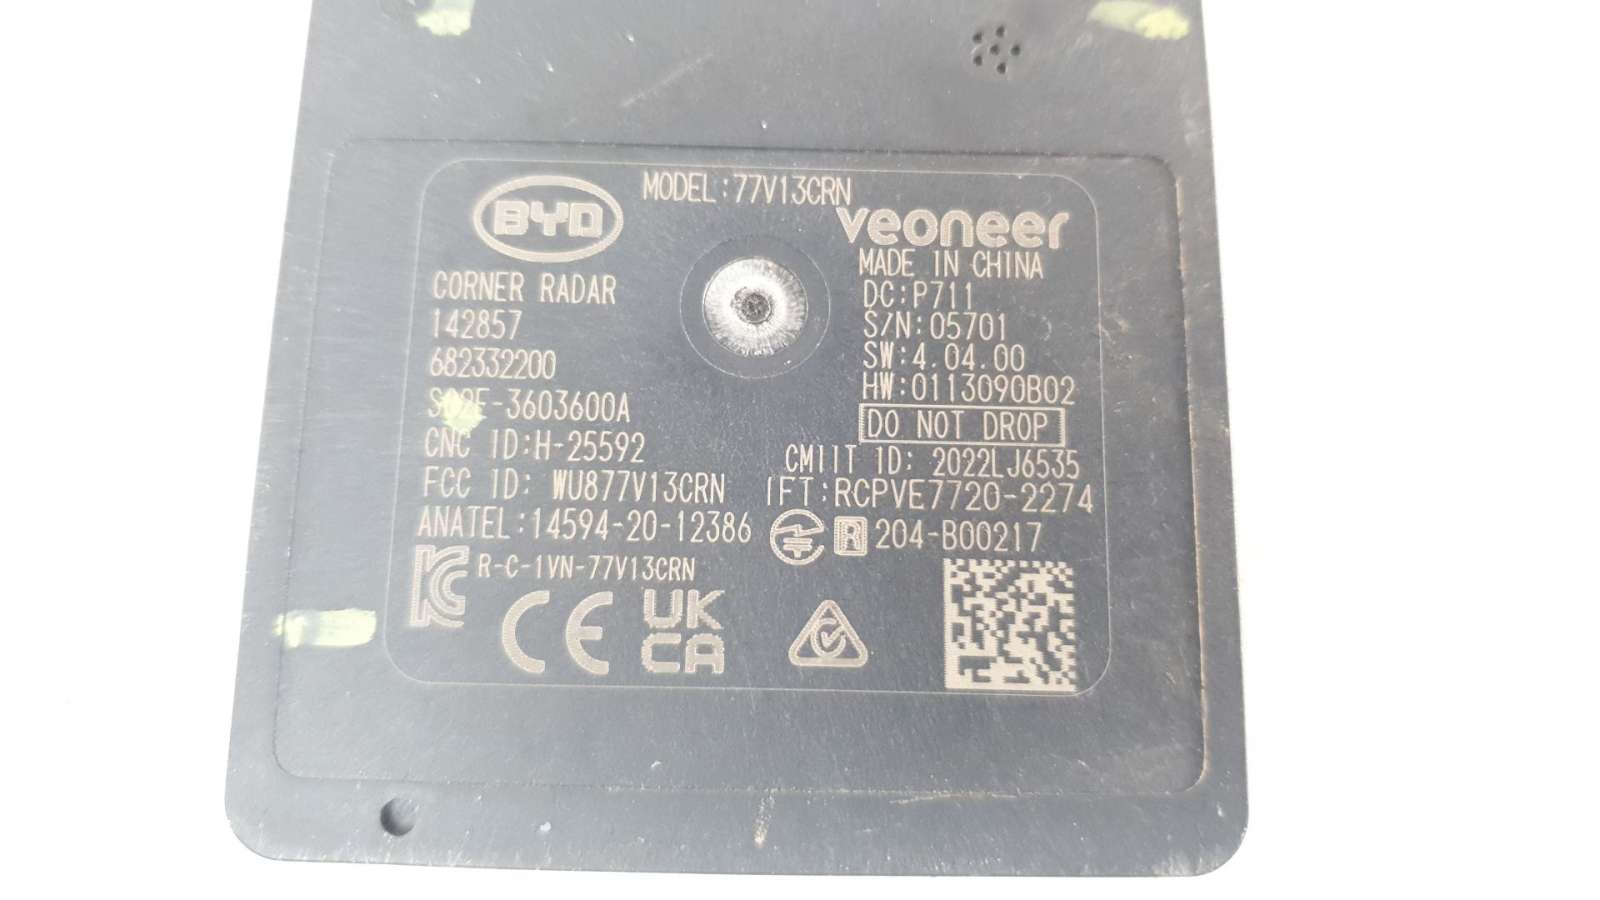 MODEL:77V13CRN
BYD
veoneer
CORNER RADAR
142857
682332200
-3603600A
CNC ID:H-25592
FCC ID: WU877V13CRN
ANATEL:14594-20-12386
R-C-1VN-77V13CRN
MADE IN CHINA
DC:P711
S/N:05701
SW:4.04.00
HW:0113090B02
DO NOT DROP
CMIIT ID: 2022LJ6535
IFT:RCPVE7720-2274
R 204-B00217
KC
CE
UK
CA